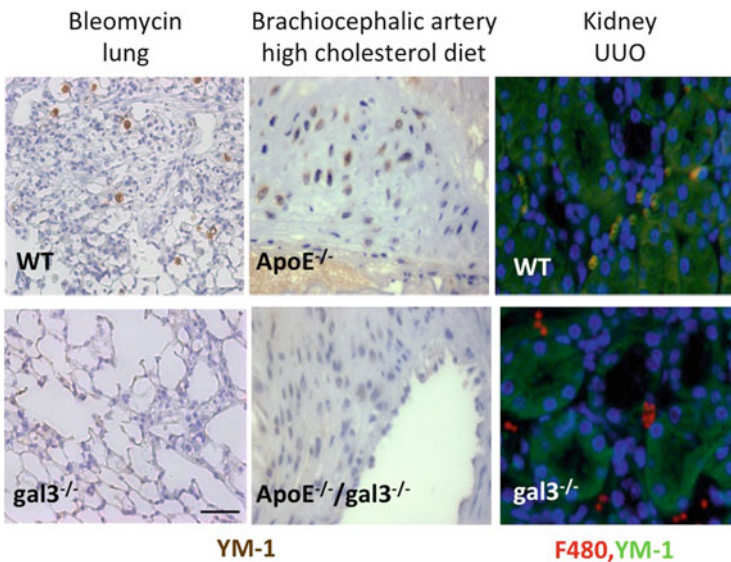 Bleomycin
lung
Brachiocephalic artery
high cholesterol diet
Kidney
UUO
WT
ApoE-/-
WT
gal3-/-
ApoE-/-/gal3-/-
gal3-/-
YM-1
F480,YM-1